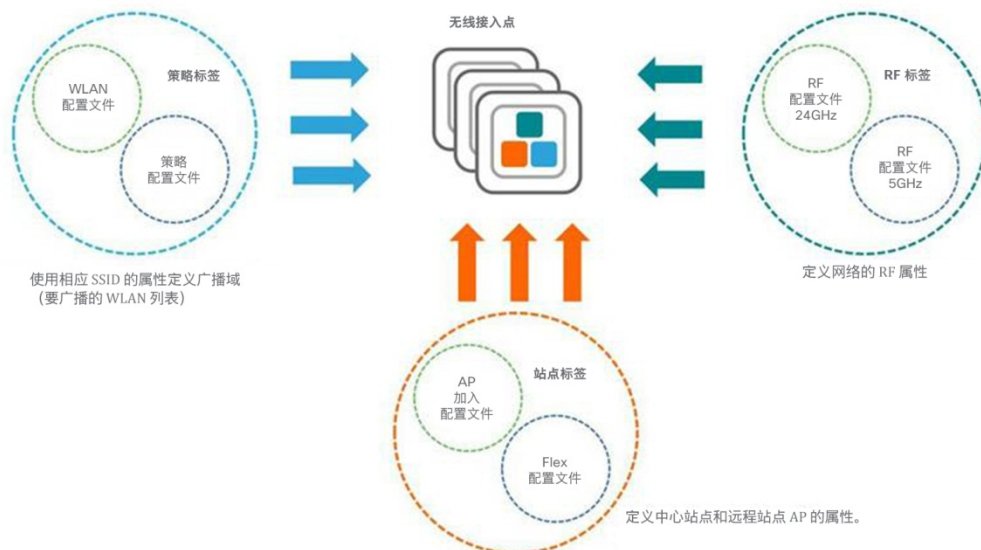 无线接入点
策略标签
WLAN
配置文件
策略
配置文件
使用相应 SSID 的属性定义广播域
（要广播的 WLAN 列表）
RF 标签
RF
配置文件
24GHz
RF
配置文件
5GHz
定义网络的 RF 属性
站点标签
AP
加入
配置文件
Flex
配置文件
定义中心站点和远程站点 AP 的属性。